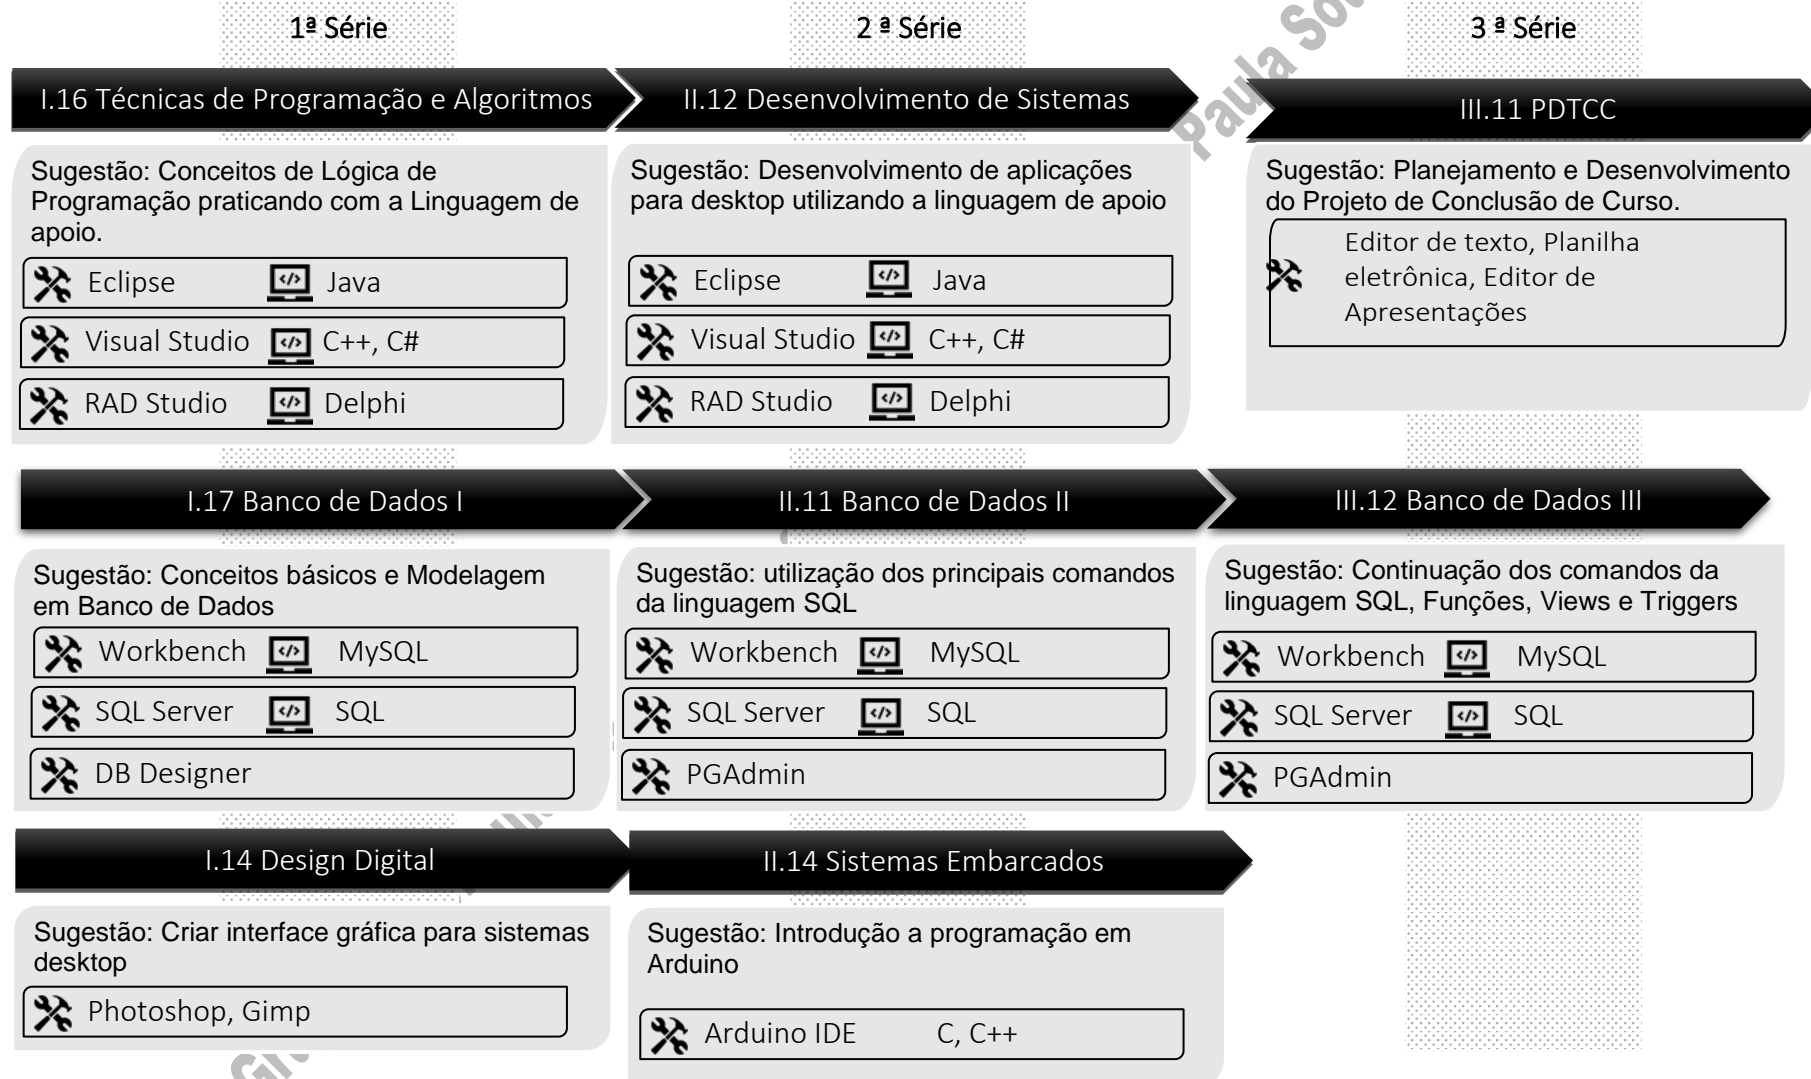 1ª Série
2 ª Série
3 ª Série
Paula Sou
I.16 Técnicas de Programação e Algoritmos
II.12 Desenvolvimento de Sistemas
III.11 PDTCC
Sugestão: Conceitos de Lógica de
Programação praticando com a Linguagem de
apoio.
Eclipse
Java
Visual Studio
C++, C#
RAD Studio
Delphi
Sugestão: Desenvolvimento de aplicações
para desktop utilizando a linguagem de apoio
Eclipse
Java
Visual Studio
C++, C#
RAD Studio
Delphi
Sugestão: Planejamento e Desenvolvimento
do Projeto de Conclusão de Curso.
Editor de texto, Planilha
eletrônica, Editor de
Apresentações
I.17 Banco de Dados I
II.11 Banco de Dados II
III.12 Banco de Dados III
Sugestão: Conceitos básicos e Modelagem
em Banco de Dados
Workbench
MySQL
SQL Server
SQL
DB Designer
Sugestão: utilização dos principais comandos
da linguagem SQL
Workbench
MySQL
SQL Server
SQL
PGAdmin
Sugestão: Continuação dos comandos da
linguagem SQL, Funções, Views e Triggers
Workbench
MySQL
SQL Server
SQL
PGAdmin
I.14 Design Digital
II.14 Sistemas Embarcados
Sugestão: Criar interface gráfica para sistemas
desktop
Photoshop, Gimp
Sugestão: Introdução a programação em
Arduino
Arduino IDE
C, C++